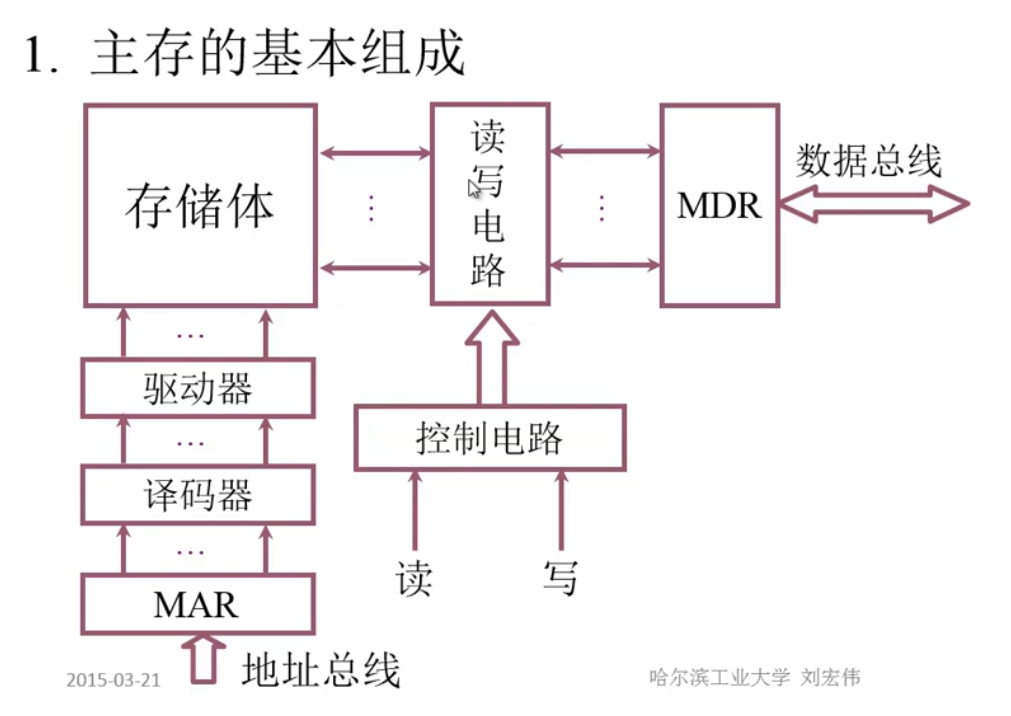 1. 主存的基本组成
存储体
读
写
电
路
MDR
数据总线
⋮
⋮
…
驱动器
…
译码器
…
MAR
地址总线
控制电路
读
写
2015-03-21
哈尔滨工业大学 刘宏伟